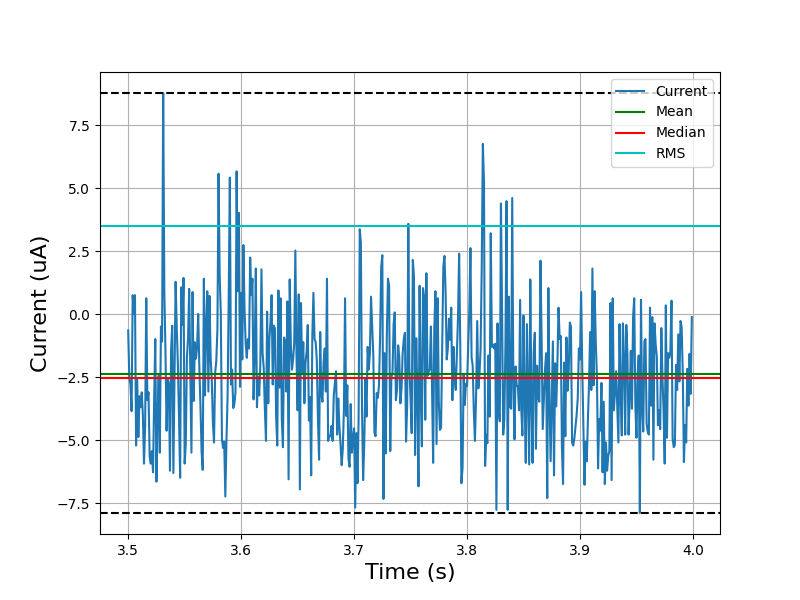 Current
Mean
Median
RMS
7.5
5.0
2.5
0.0
−2.5
−5.0
−7.5
Current (uA)
3.5 3.6 3.7 3.8 3.9 4.0
Time (s)